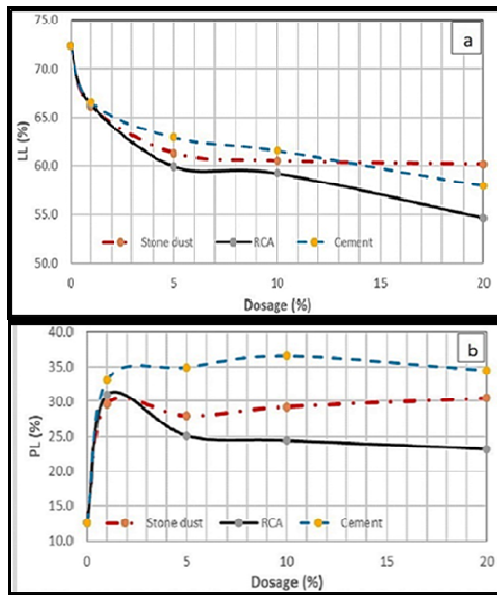 a
75.0
70.0
65.0
60.0
55.0
50.0
LL (%)
Stone dust RCA Cement
0 5 10 15 20
Dosage (%)
b
40.0
35.0
30.0
25.0
20.0
15.0
10.0
PL (%)
Stone dust RCA Cement
0 5 10 15 20
Dosage (%)